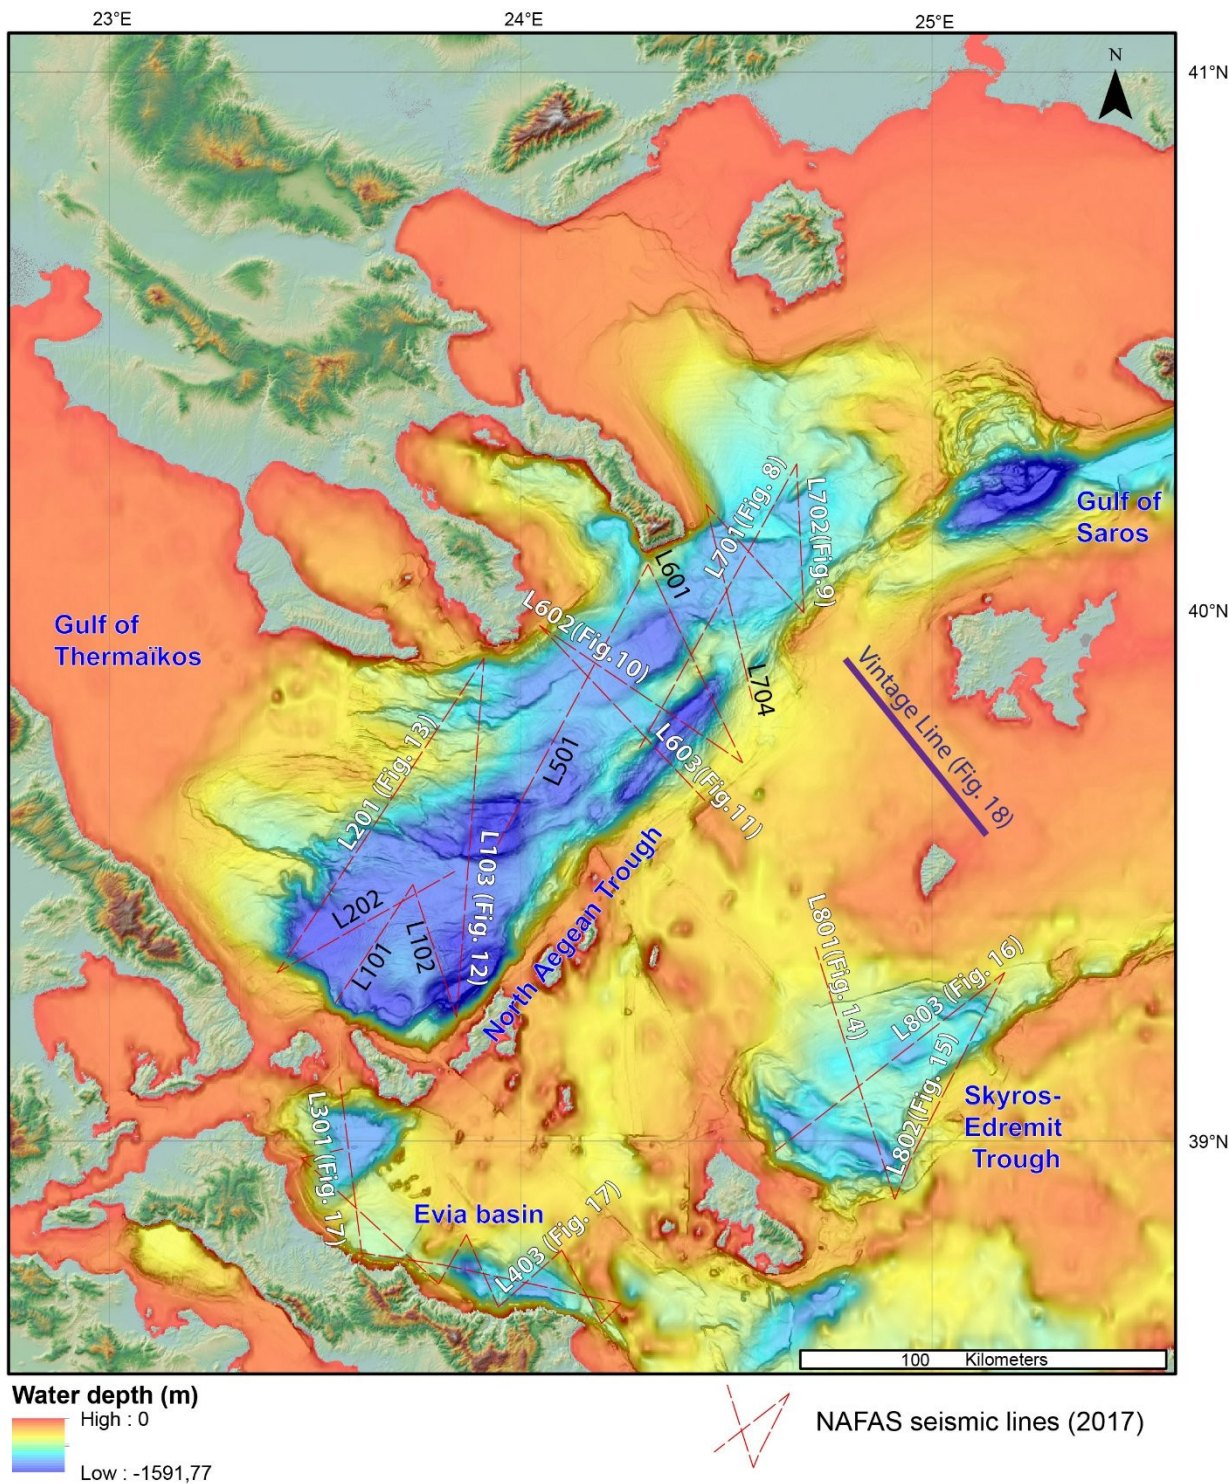 23°E
24°E
25°E
N
41°N
L701(Fig. 8)
L702(Fig.9)
Gulf of
Saros
L601
L602(Fig. 10)
40°N
Gulf of
Thermaïkos
L704
Vintage Line (Fig. 18)
L201 (Fig. 13)
L501
L603(Fig.11)
L103 (Fig. 12)
L202
L101
L102
North Aegean Trough
L801(Fig. 14)
L803 (Fig. 16)
L802(Fig. 15)
Skyros-
Edremit
Trough
39°N
L301 (Fig. 17)
Evia basin
L403 (Fig. 17)
100 Kilometers
Water depth (m)
High : 0
Low : -1591,77
NAFAS seismic lines (2017)